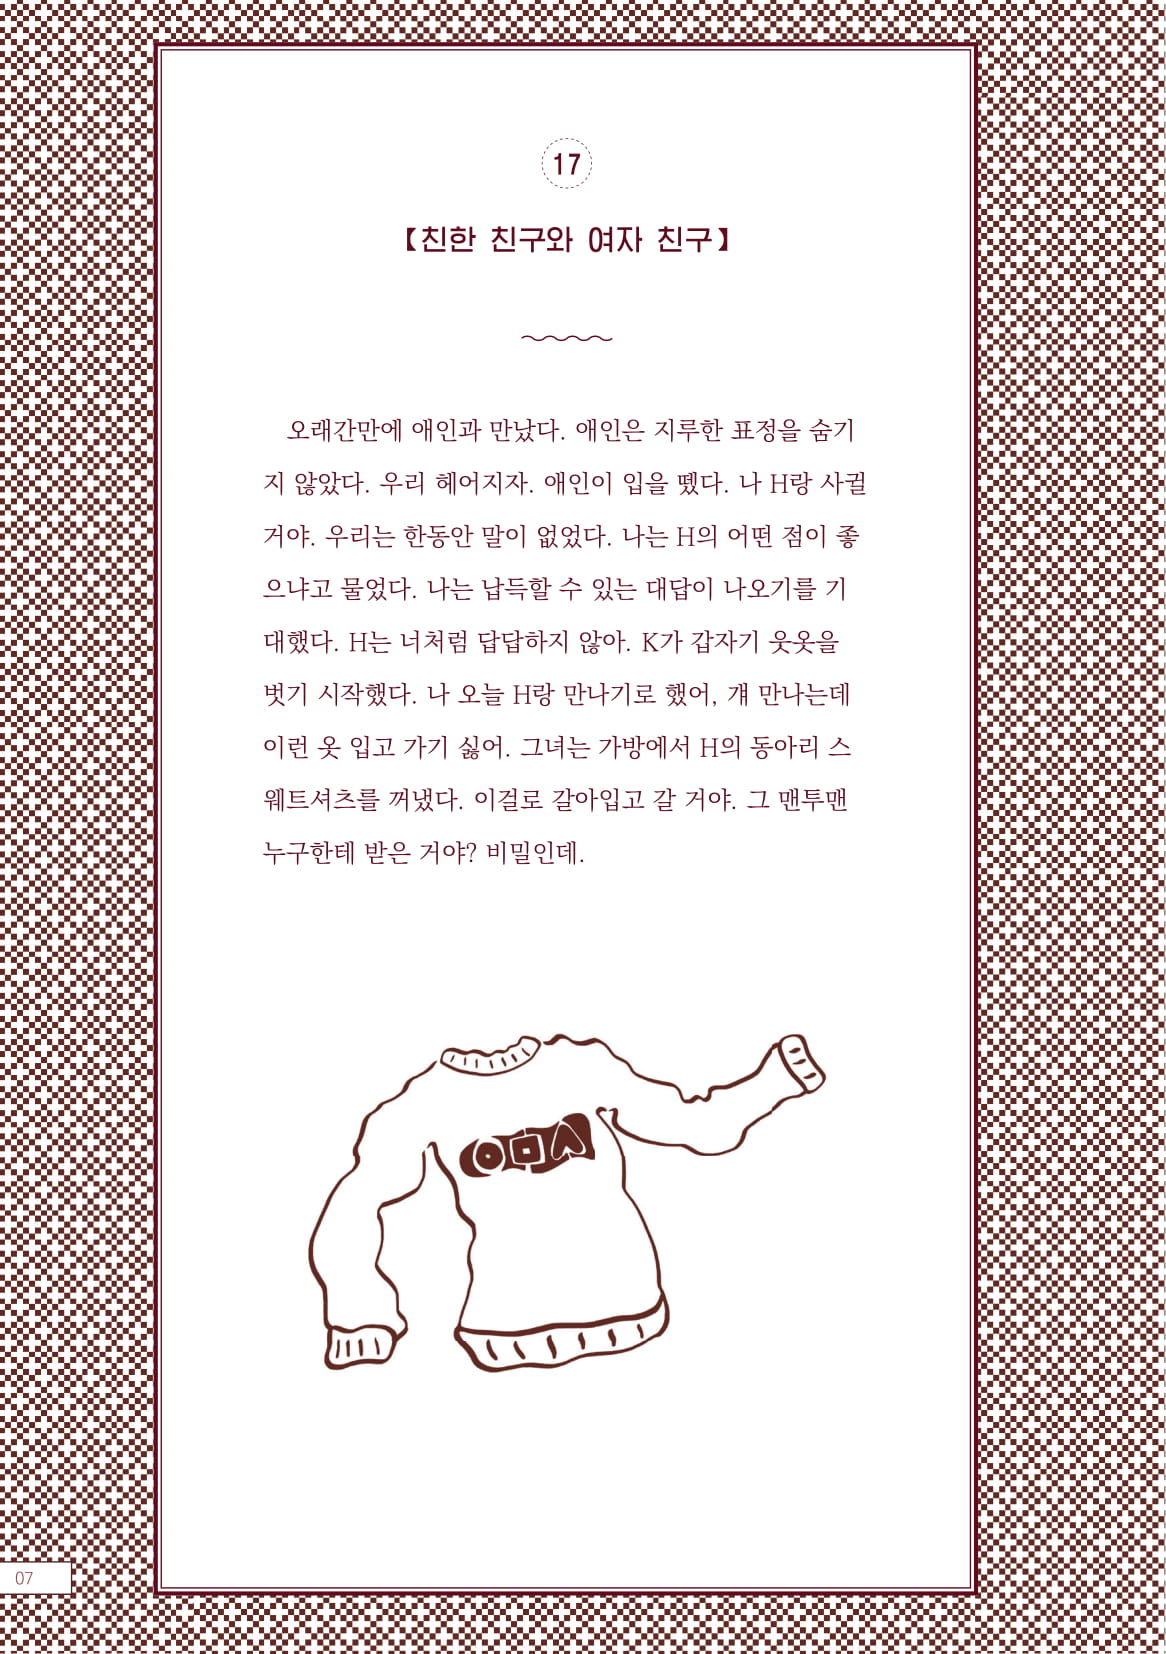 17
【친한 친구와 여자 친구】
오래간만에 애인과 만났다. 애인은 지루한 표정을 숨기
지 않았다. 우리 헤어지자. 애인이 입을 뗐다. 나 H랑 사귈
거야. 우리는 한동안 말이 없었다. 나는 H의 어떤 점이 좋
으냐고 물었다. 나는 납득할 수 있는 대답이 나오기를 기
대했다. H는 너처럼 답답하지 않아. K가 갑자기 웃옷을
벗기 시작했다. 나 오늘 H랑 만나기로 했어, 걔 만나는데
이런 옷 입고 가기 싫어. 그녀는 가방에서 H의 동아리 스
웨트셔츠를 꺼냈다. 이걸로 갈아입고 갈 거야. 그 맨투맨
누구한테 받은 거야? 비밀인데.
07